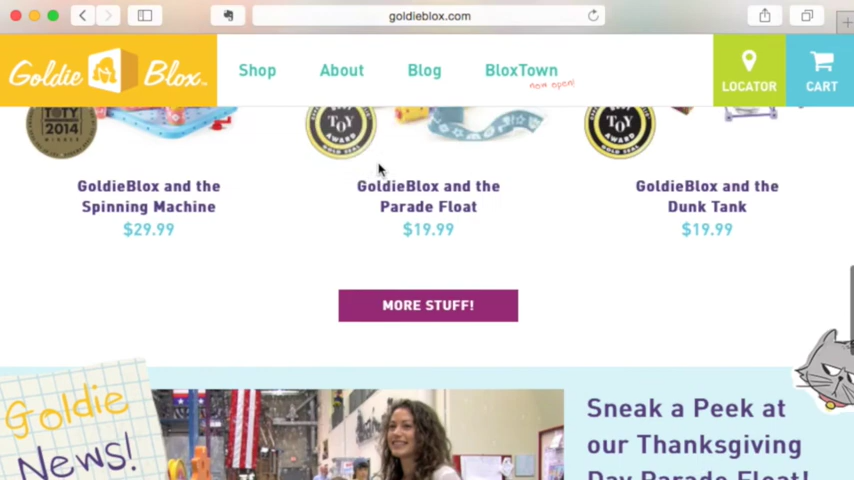 goldieblox.com
Goldie Blox
Shop
About
Blog
BloxTown
now open!
LOCATOR
CART
TOTY
2014
TOY
AWARD
TOY
AWARD
GoldieBlox and the
Spinning Machine
$29.99
GoldieBlox and the
Parade Float
$19.99
GoldieBlox and the
Dunk Tank
$19.99
MORE STUFF!
Goldie
News!
Sneak a Peek at
our Thanksgiving
Day Parade Float!